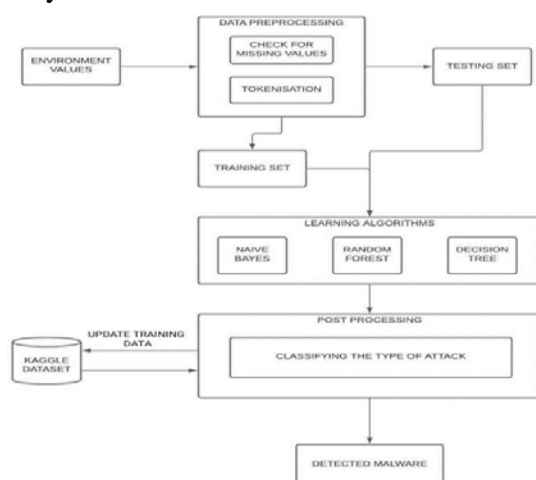 DATA PREPROCESSING
CHECK FOR
MISSING VALUES
ENVIRONMENT
VALUES
TESTING SET
TOKENISATION
TRAINING SET
LEARNING ALGORITHMS
NAIVE
BAYES
RANDOM
FOREST
DECISION
TREE
POST PROCESSING
UPDATE TRAINING
DATA
CLASSIFYING THE TYPE OF ATTACK
KAGGLE
DATASET
DETECTED MALWARE